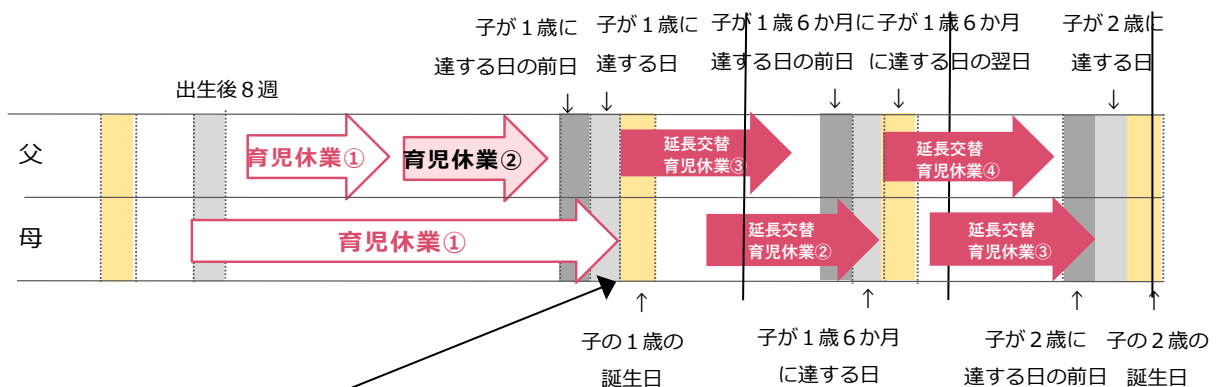 子が１歳に
達する日の前日
子が１歳に
達する日
子が１歳６か月に
達する日の前日
子が１歳６か月
に達する日の翌日
子が２歳に
達する日
出生後８週
↓
↓
↓
↓
↓
父
育児休業①
育児休業②
延長交替
育児休業③
延長交替
育児休業④
母
育児休業①
延長交替
育児休業②
延長交替
育児休業③
↑
↑
↑
↑
子の１歳の
誕生日
子が１歳６か月
に達する日
子が２歳に
達する日の前日
子の２歳の
誕生日